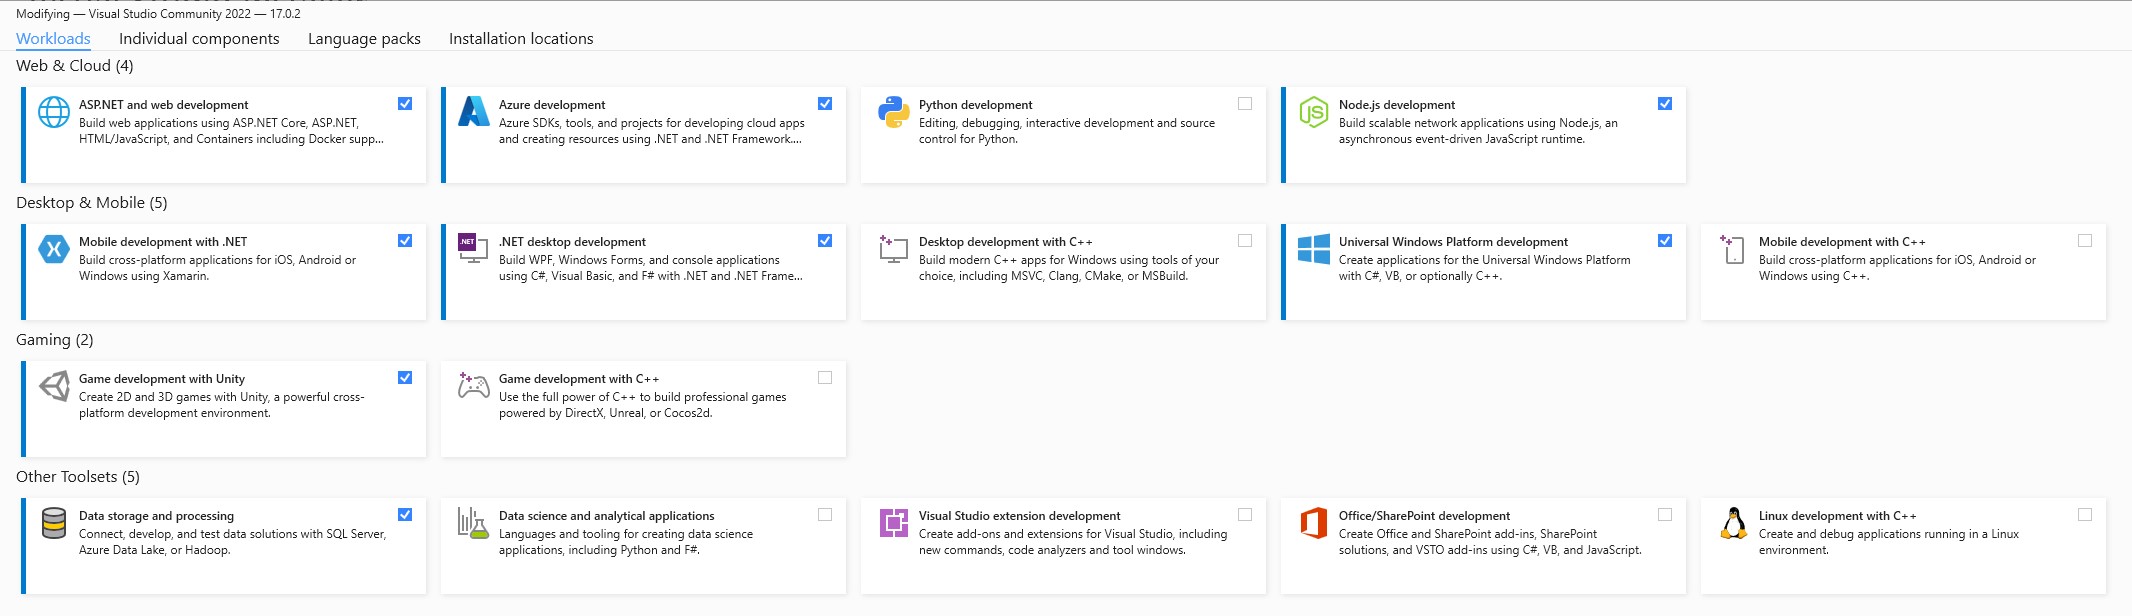 Modifying — Visual Studio Community 2022 — 17.0.2
Workloads Individual components Language packs Installation locations
Web & Cloud (4)
ASP.NET and web development
Build web applications using ASP.NET Core, ASP.NET,
HTML/JavaScript, and Containers including Docker supp...
Azure development
Azure SDKs, tools, and projects for developing cloud apps
and creating resources using .NET and .NET Framework....
Python development
Editing, debugging, interactive development and source
control for Python.
JS
Node.js development
Build scalable network applications using Node.js, an
asynchronous event-driven JavaScript runtime.
Desktop & Mobile (5)
Mobile development with .NET
Build cross-platform applications for iOS, Android or
Windows using Xamarin.
.NET
.NET desktop development
Build WPF, Windows Forms, and console applications
using C#, Visual Basic, and F# with .NET and .NET Frame...
Desktop development with C++
Build modern C++ apps for Windows using tools of your
choice, including MSVC, Clang, CMake, or MSBuild.
Universal Windows Platform development
Create applications for the Universal Windows Platform
with C#, VB, or optionally C++.
Mobile development with C++
Build cross-platform applications for iOS, Android or
Windows using C++.
Gaming (2)
Game development with Unity
Create 2D and 3D games with Unity, a powerful cross-
platform development environment.
Game development with C++
Use the full power of C++ to build professional games
powered by DirectX, Unreal, or Cocos2d.
Other Toolsets (5)
Data storage and processing
Connect, develop, and test data solutions with SQL Server,
Azure Data Lake, or Hadoop.
Data science and analytical applications
Languages and tooling for creating data science
applications, including Python and F#.
Visual Studio extension development
Create add-ons and extensions for Visual Studio, including
new commands, code analyzers and tool windows.
Office/SharePoint development
Create Office and SharePoint add-ins, SharePoint
solutions, and VSTO add-ins using C#, VB, and JavaScript.
Linux development with C++
Create and debug applications running in a Linux
environment.